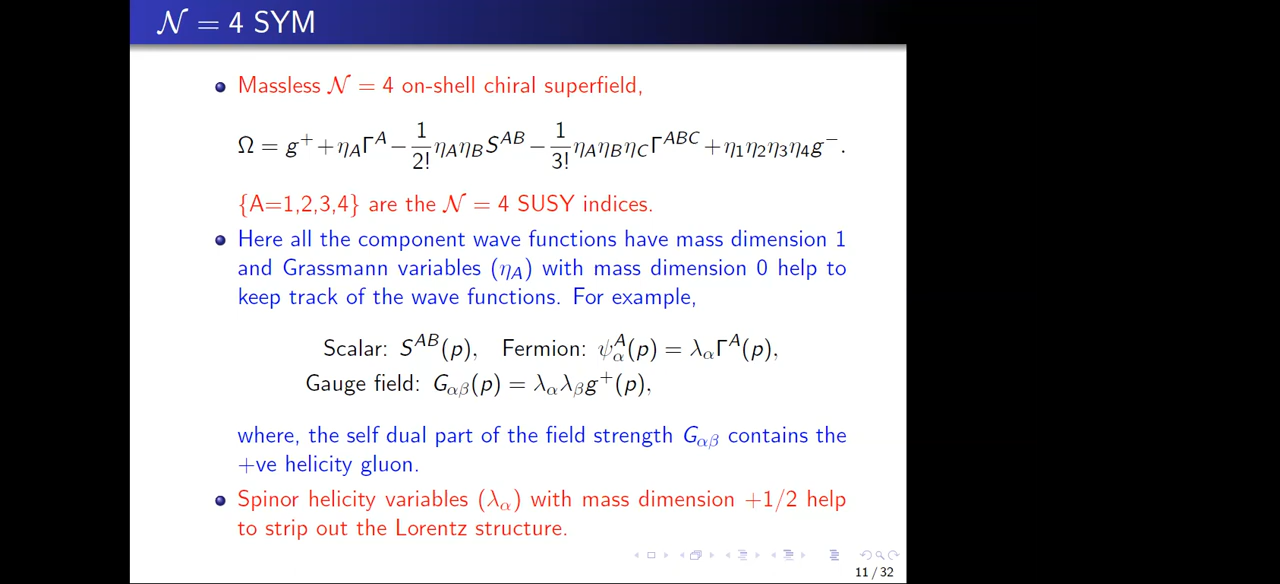 𝒩 = 4 SYM
Massless 𝒩 = 4 on-shell chiral superfield,
Ω = g⁺ + η_AΓ^A − 1/2! η_Aη_BS^{AB} − 1/3! η_Aη_Bη_CΓ^{ABC} + η₁η₂η₃η₄g⁻.
{A=1,2,3,4} are the 𝒩 = 4 SUSY indices.
Here all the component wave functions have mass dimension 1
and Grassmann variables (η_A) with mass dimension 0 help to
keep track of the wave functions. For example,
Scalar: S^{AB}(p), Fermion: ψ_α^A(p) = λ_αΓ^A(p),
Gauge field: G_{αβ}(p) = λ_αλ_βg⁺(p),
where, the self dual part of the field strength G_{αβ} contains the
+ve helicity gluon.
Spinor helicity variables (λ_α) with mass dimension +1/2 help
to strip out the Lorentz structure.
11 / 32